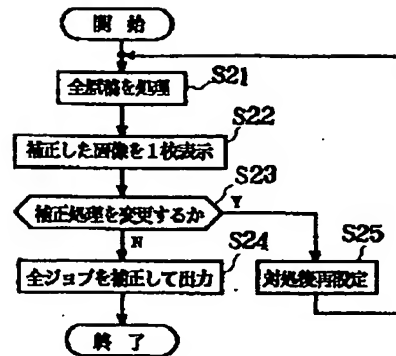 開始
S21
全原稿を処理
S22
補正した画像を1枚表示
S23
補正処理を変更するか
Y
N
S24
全ジョブを補正して出力
S25
対処後再設定
終了